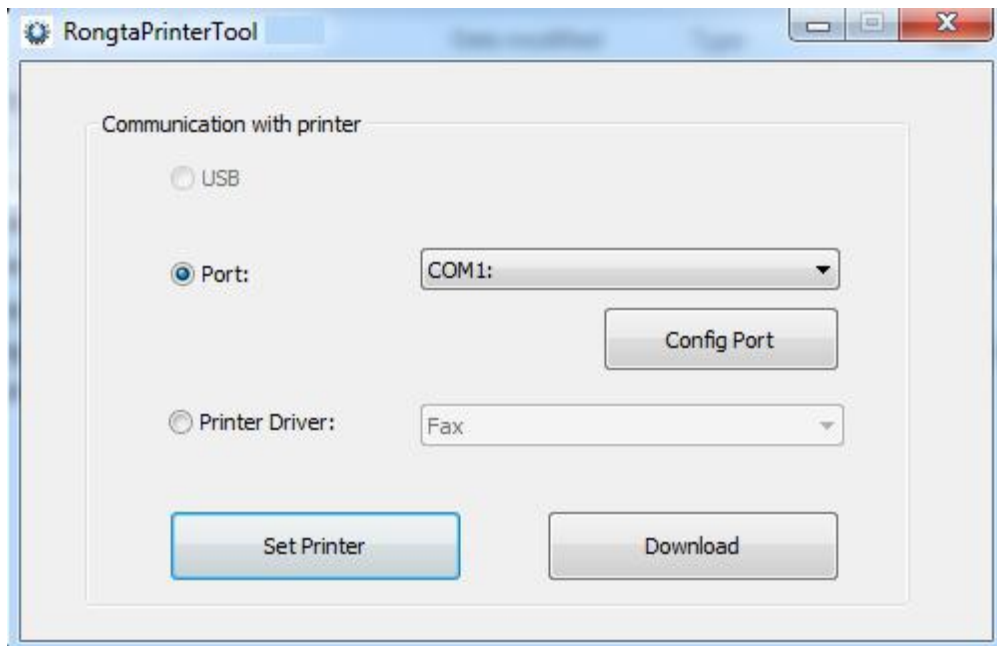 RongtaPrinterTool
Communication with printer
USB
Port:
COM1:
Config Port
Printer Driver:
Fax
Set Printer
Download